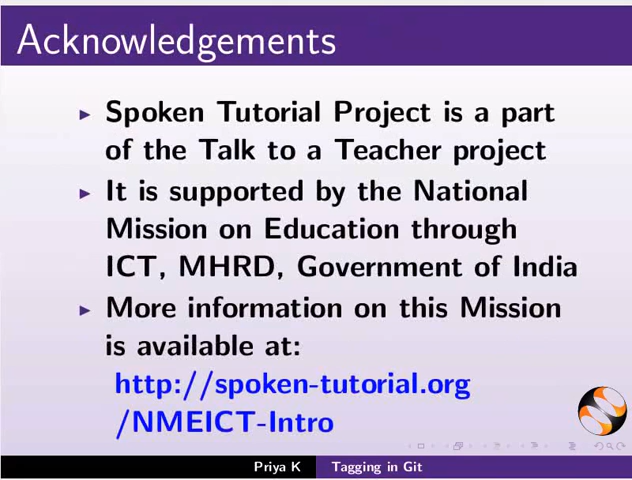 Acknowledgements
Spoken Tutorial Project is a part
of the Talk to a Teacher project
It is supported by the National
Mission on Education through
ICT, MHRD, Government of India
More information on this Mission
is available at:
http://spoken-tutorial.org
/NMEICT-Intro
Priya K Tagging in Git